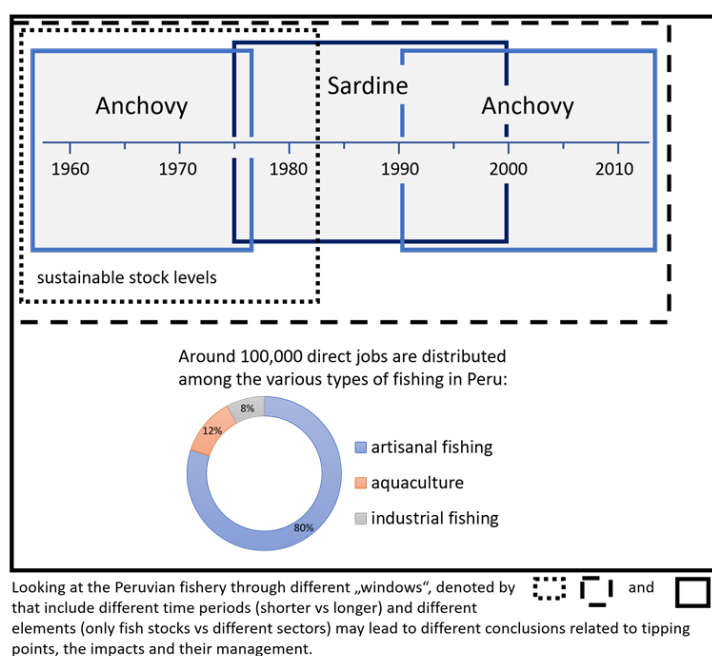 Anchovy
Sardine
Anchovy
1960 1970 1980 1990 2000 2010
sustainable stock levels
Around 100,000 direct jobs are distributed
among the various types of fishing in Peru:
8%
12%
80%
artisanal fishing
aquaculture
industrial fishing
Looking at the Peruvian fishery through different „windows“, denoted by and
that include different time periods (shorter vs longer) and different
elements (only fish stocks vs different sectors) may lead to different conclusions related to tipping
points, the impacts and their management.